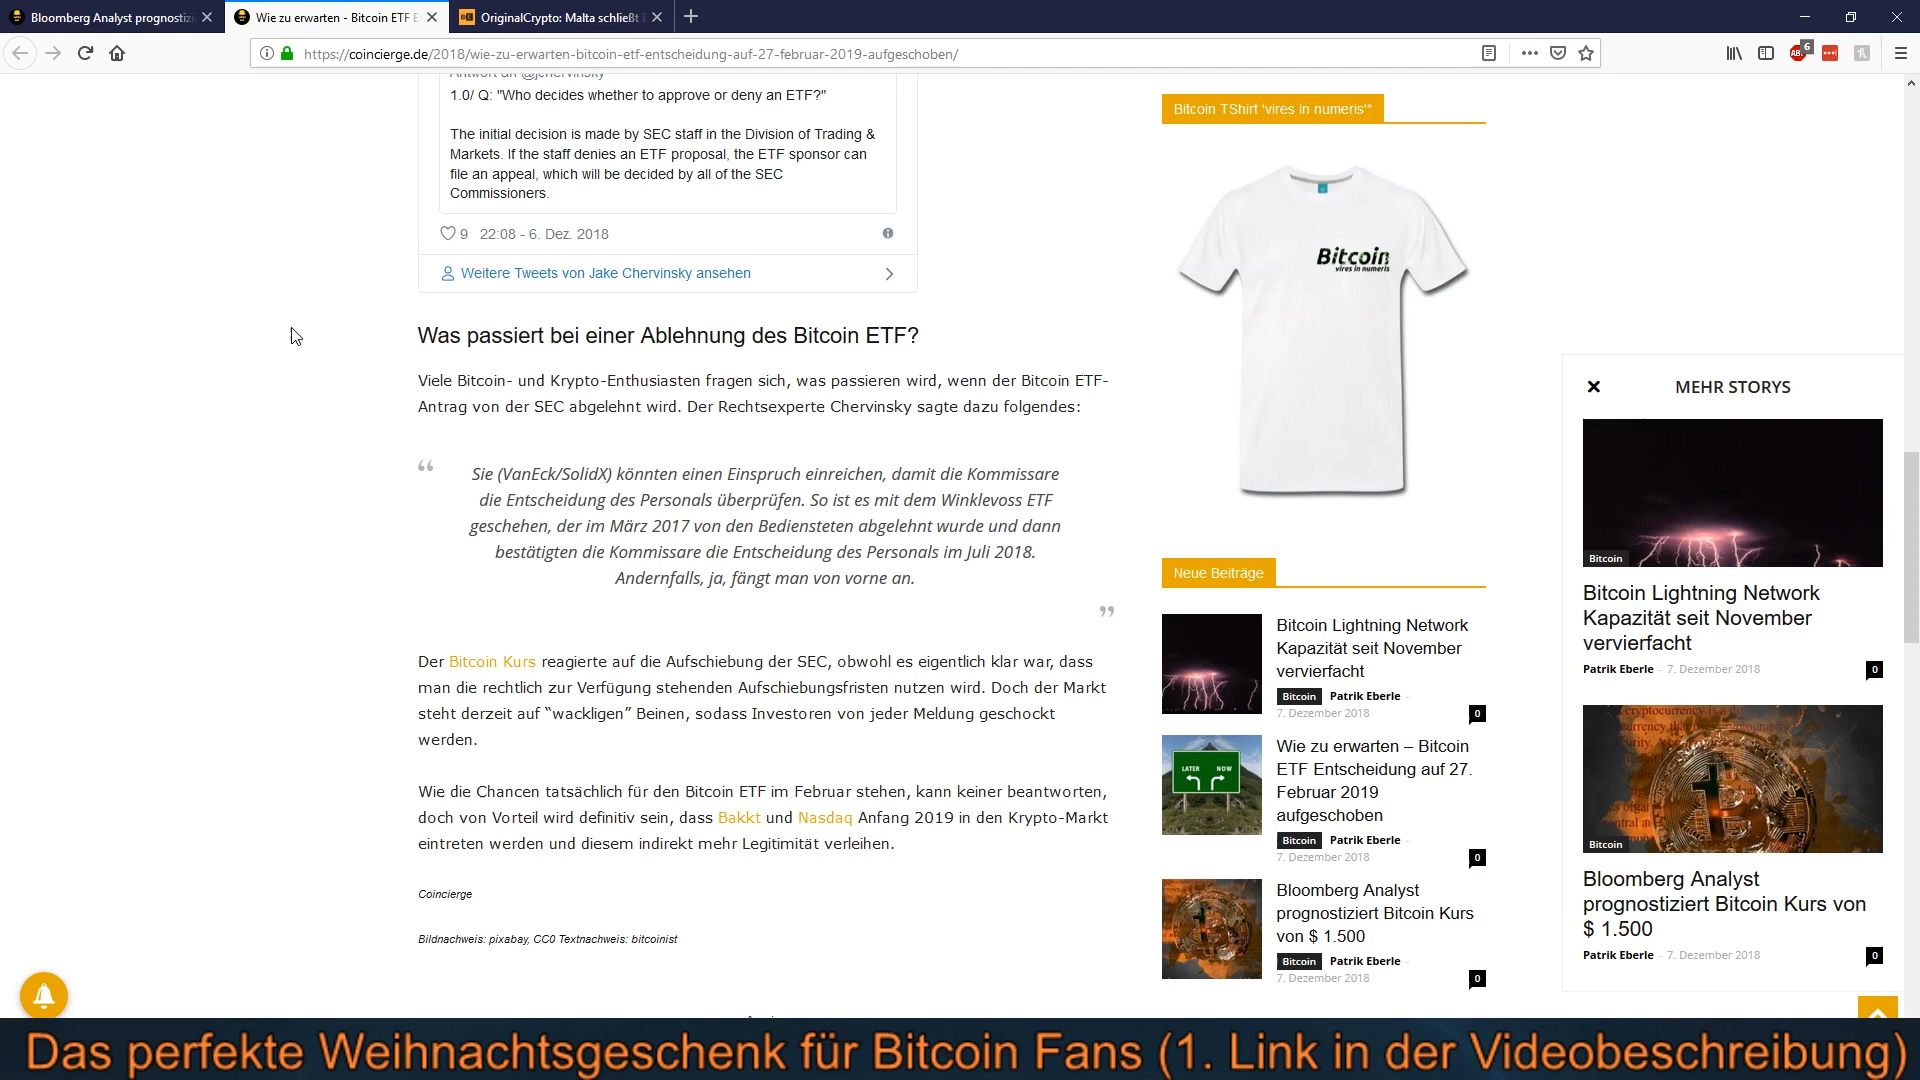 Bloomberg Analyst prognostizi
Wie zu erwarten - Bitcoin ETF E
OriginalCrypto: Malta schließt
https://coincierge.de/2018/wie-zu-erwarten-bitcoin-etf-entscheidung-auf-27-februar-2019-aufgeschoben/
6
Antwort an @jchervinsky
1.0/ Q: "Who decides whether to approve or deny an ETF?"
The initial decision is made by SEC staff in the Division of Trading &
Markets. If the staff denies an ETF proposal, the ETF sponsor can
file an appeal, which will be decided by all of the SEC
Commissioners.
9 22:08 - 6. Dez. 2018
Weitere Tweets von Jake Chervinsky ansehen
Was passiert bei einer Ablehnung des Bitcoin ETF?
Viele Bitcoin- und Krypto-Enthusiasten fragen sich, was passieren wird, wenn der Bitcoin ETF-
Antrag von der SEC abgelehnt wird. Der Rechtsexperte Chervinsky sagte dazu folgendes:
“
Sie (VanEck/SolidX) könnten einen Einspruch einreichen, damit die Kommissare
die Entscheidung des Personals überprüfen. So ist es mit dem Winklevoss ETF
geschehen, der im März 2017 von den Bediensteten abgelehnt wurde und dann
bestätigten die Kommissare die Entscheidung des Personals im Juli 2018.
Andernfalls, ja, fängt man von vorne an.
”
Der Bitcoin Kurs reagierte auf die Aufschiebung der SEC, obwohl es eigentlich klar war, dass
man die rechtlich zur Verfügung stehenden Aufschiebungsfristen nutzen wird. Doch der Markt
steht derzeit auf “wackligen” Beinen, sodass Investoren von jeder Meldung geschockt
werden.
Wie die Chancen tatsächlich für den Bitcoin ETF im Februar stehen, kann keiner beantworten,
doch von Vorteil wird definitiv sein, dass Bakkt und Nasdaq Anfang 2019 in den Krypto-Markt
eintreten werden und diesem indirekt mehr Legitimität verleihen.
Coincierge
Bildnachweis: pixabay, CC0 Textnachweis: bitcoinist
Bitcoin TShirt 'vires in numeris'*
Bitcoin
vires in numeris
Neue Beiträge
Bitcoin Lightning Network
Kapazität seit November
vervierfacht
Bitcoin Patrik Eberle -
7. Dezember 2018
0
LATER NOW
Wie zu erwarten – Bitcoin
ETF Entscheidung auf 27.
Februar 2019
aufgeschoben
Bitcoin Patrik Eberle -
7. Dezember 2018
0
Bloomberg Analyst
prognostiziert Bitcoin Kurs
von $ 1.500
Bitcoin Patrik Eberle -
7. Dezember 2018
0
MEHR STORYS
Bitcoin
Bitcoin Lightning Network
Kapazität seit November
vervierfacht
Patrik Eberle - 7. Dezember 2018
0
Bitcoin
Bloomberg Analyst
prognostiziert Bitcoin Kurs von
$ 1.500
Patrik Eberle - 7. Dezember 2018
0
Das perfekte Weihnachtsgeschenk für Bitcoin Fans (1. Link in der Videobeschreibung)